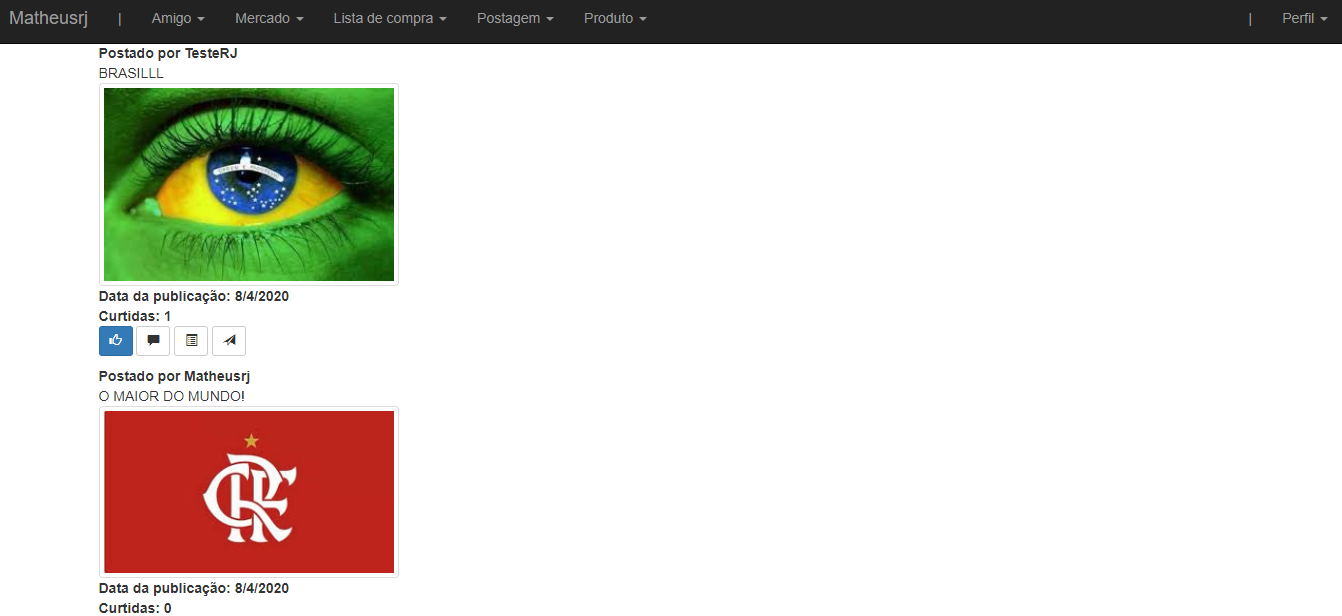 Matheusrj | Amigo Mercado Lista de compra Postagem Produto | Perfil
Postado por TesteRJ
BRASILLL
Data da publicação: 8/4/2020
Curtidas: 1
Postado por Matheusrj
O MAIOR DO MUNDO!
CRF
Data da publicação: 8/4/2020
Curtidas: 0